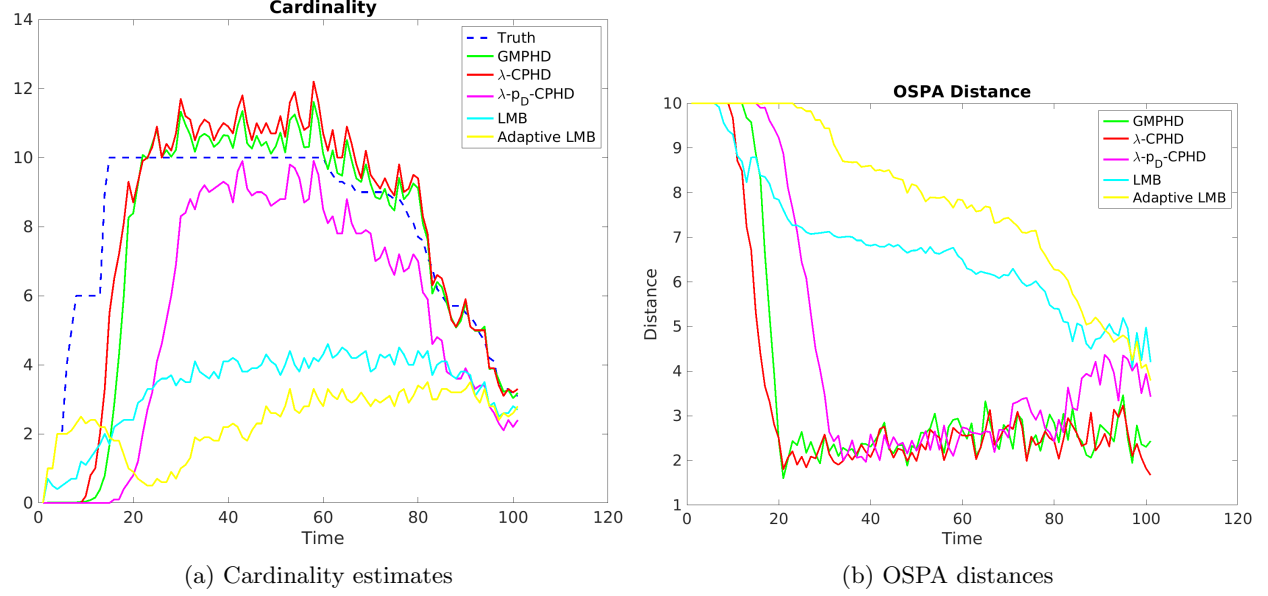 Cardinality
14
12
10
8
6
4
2
0
0 20 40 60 80 100 120
Time
Truth
GMPHD
λ-CPHD
λ-pD-CPHD
LMB
Adaptive LMB
(a) Cardinality estimates
OSPA Distance
10
9
8
7
6
5
4
3
2
1
Distance
0 20 40 60 80 100 120
Time
GMPHD
λ-CPHD
λ-pD-CPHD
LMB
Adaptive LMB
(b) OSPA distances